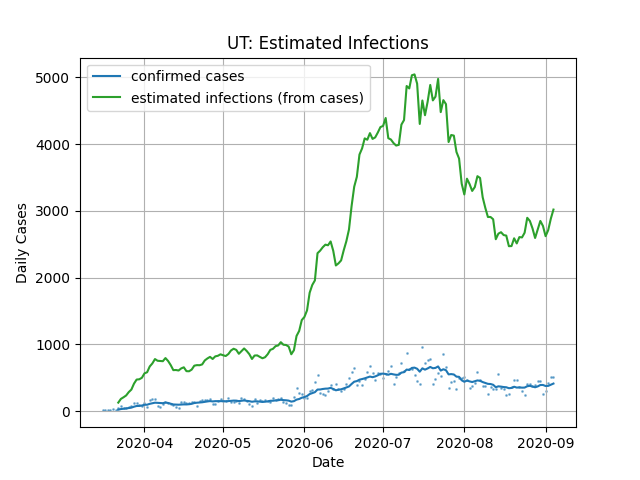 UT: Estimated Infections
confirmed cases
estimated infections (from cases)
Daily Cases
5000
4000
3000
2000
1000
0
2020-04 2020-05 2020-06 2020-07 2020-08 2020-09
Date